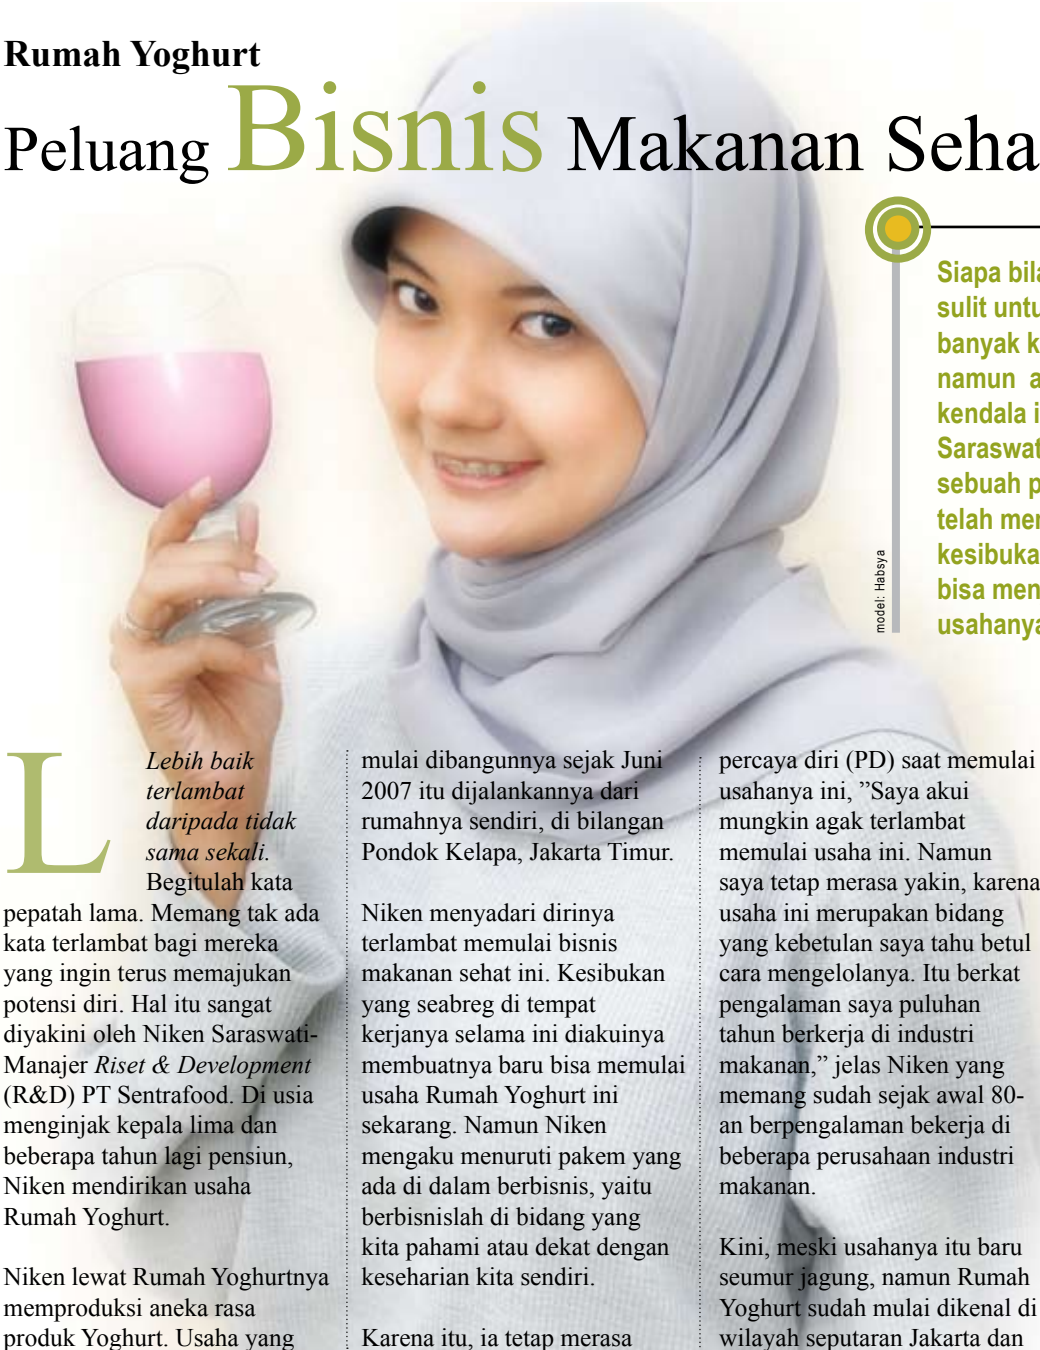 Rumah Yoghurt
Peluang Bisnis Makanan Seha
Siapa bila
sulit untu
banyak k
namun a
kendala i
Saraswat
sebuah p
telah mer
kesibuka
bisa men
usahanya
model: Habsya
Lebih baik
terlambat
daripada tidak
sama sekali.
Begitulah kata
pepatah lama. Memang tak ada
kata terlambat bagi mereka
yang ingin terus memajukan
potensi diri. Hal itu sangat
diyakini oleh Niken Saraswati-
Manajer Riset & Development
(R&D) PT Sentrafood. Di usia
menginjak kepala lima dan
beberapa tahun lagi pensiun,
Niken mendirikan usaha
Rumah Yoghurt.
Niken lewat Rumah Yoghurtnya
memproduksi aneka rasa
produk Yoghurt. Usaha yang
mulai dibangunnya sejak Juni
2007 itu dijalankannya dari
rumahnya sendiri, di bilangan
Pondok Kelapa, Jakarta Timur.
Niken menyadari dirinya
terlambat memulai bisnis
makanan sehat ini. Kesibukan
yang seabreg di tempat
kerjanya selama ini diakuinya
membuatnya baru bisa memulai
usaha Rumah Yoghurt ini
sekarang. Namun Niken
mengaku menuruti pakem yang
ada di dalam berbisnis, yaitu
berbisnislah di bidang yang
kita pahami atau dekat dengan
keseharian kita sendiri.
Karena itu, ia tetap merasa
percaya diri (PD) saat memulai
usahanya ini, ”Saya akui
mungkin agak terlambat
memulai usaha ini. Namun
saya tetap merasa yakin, karena
usaha ini merupakan bidang
yang kebetulan saya tahu betul
cara mengelolanya. Itu berkat
pengalaman saya puluhan
tahun berkerja di industri
makanan,” jelas Niken yang
memang sudah sejak awal 80-
an berpengalaman bekerja di
beberapa perusahaan industri
makanan.
Kini, meski usahanya itu baru
seumur jagung, namun Rumah
Yoghurt sudah mulai dikenal di
wilayah seputaran Jakarta dan